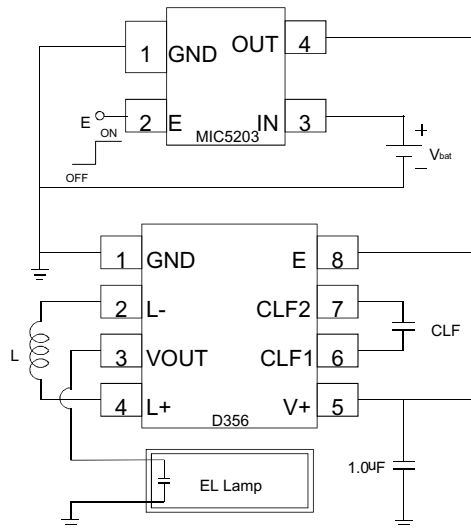 1 GND OUT 4
E 2 E IN 3
ON
OFF
MIC5203
+
Vbat
−
1 GND E 8
2 L- CLF2 7
L
3 VOUT CLF1 6
CLF
4 L+ V+ 5
D356
1.0uF
EL Lamp